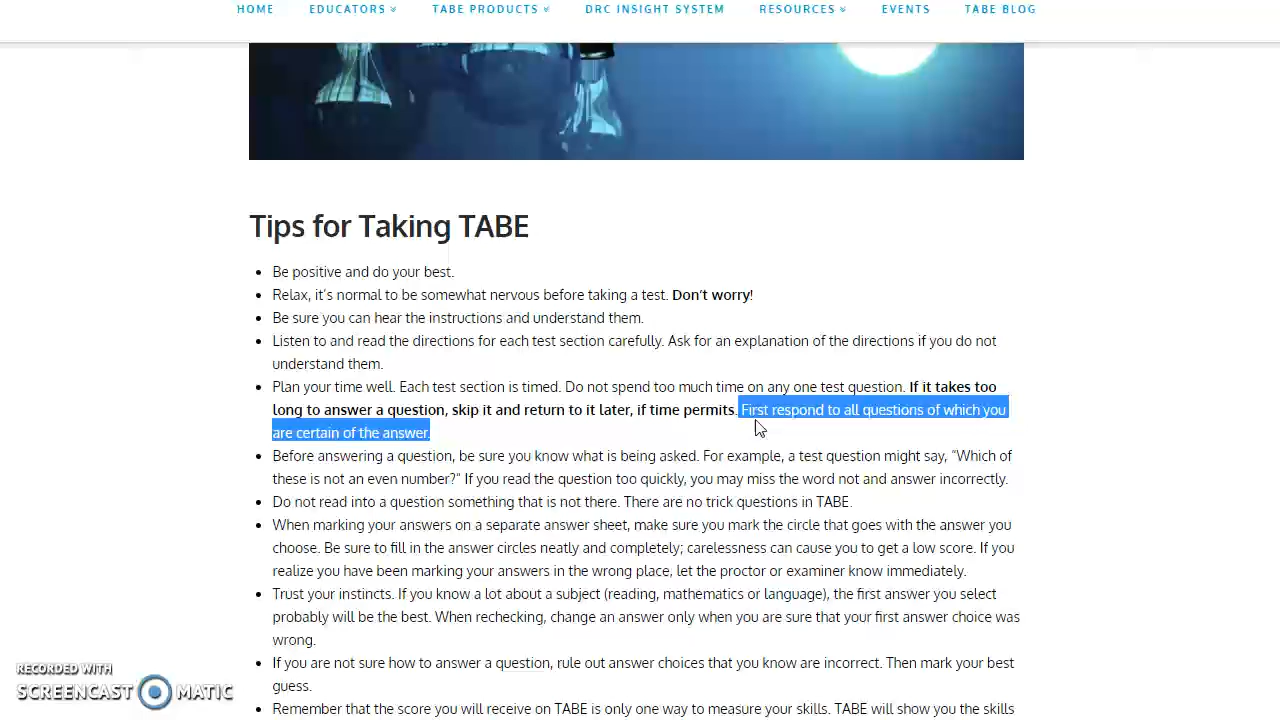 HOME EDUCATORS TABE PRODUCTS DRC INSIGHT SYSTEM RESOURCES EVENTS TABE BLOG
Tips for Taking TABE
• Be positive and do your best.
• Relax, it's normal to be somewhat nervous before taking a test. Don't worry!
• Be sure you can hear the instructions and understand them.
• Listen to and read the directions for each test section carefully. Ask for an explanation of the directions if you do not
understand them.
• Plan your time well. Each test section is timed. Do not spend too much time on any one test question. If it takes too
long to answer a question, skip it and return to it later, if time permits. First respond to all questions of which you
are certain of the answer.
• Before answering a question, be sure you know what is being asked. For example, a test question might say, “Which of
these is not an even number?” If you read the question too quickly, you may miss the word not and answer incorrectly.
• Do not read into a question something that is not there. There are no trick questions in TABE.
• When marking your answers on a separate answer sheet, make sure you mark the circle that goes with the answer you
choose. Be sure to fill in the answer circles neatly and completely; carelessness can cause you to get a low score. If you
realize you have been marking your answers in the wrong place, let the proctor or examiner know immediately.
• Trust your instincts. If you know a lot about a subject (reading, mathematics or language), the first answer you select
probably will be the best. When rechecking, change an answer only when you are sure that your first answer choice was
wrong.
• If you are not sure how to answer a question, rule out answer choices that you know are incorrect. Then mark your best
guess.
• Remember that the score you will receive on TABE is only one way to measure your skills. TABE will show you the skills
RECORDED WITH
SCREENCAST MATIC